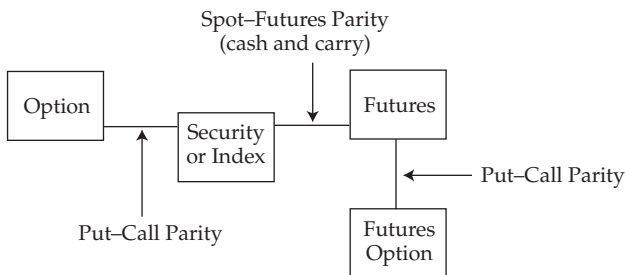 Spot–Futures Parity
(cash and carry)
Option
Security
or Index
Futures
Put–Call Parity
Put–Call Parity
Futures
Option